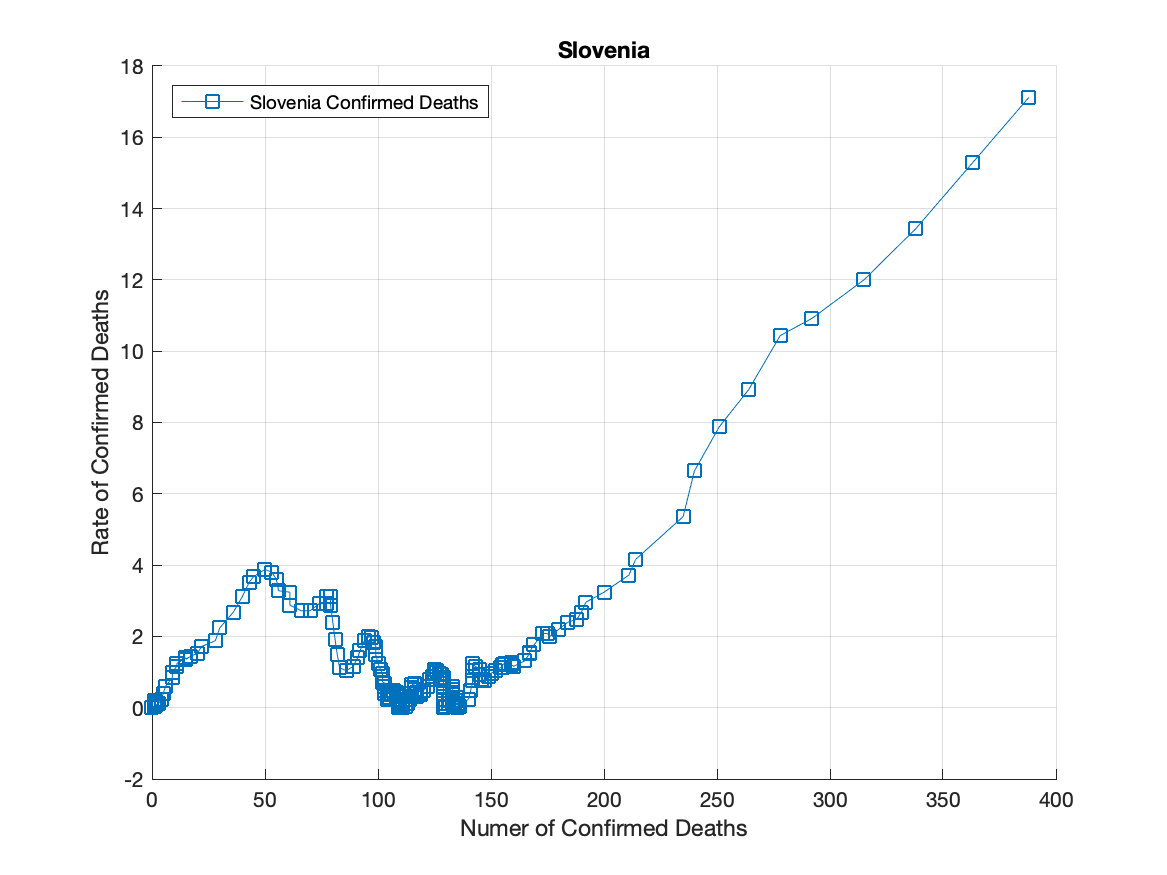 Slovenia
Slovenia Confirmed Deaths
18
16
14
12
10
8
6
4
2
0
-2
Rate of Confirmed Deaths
0 50 100 150 200 250 300 350 400
Numer of Confirmed Deaths